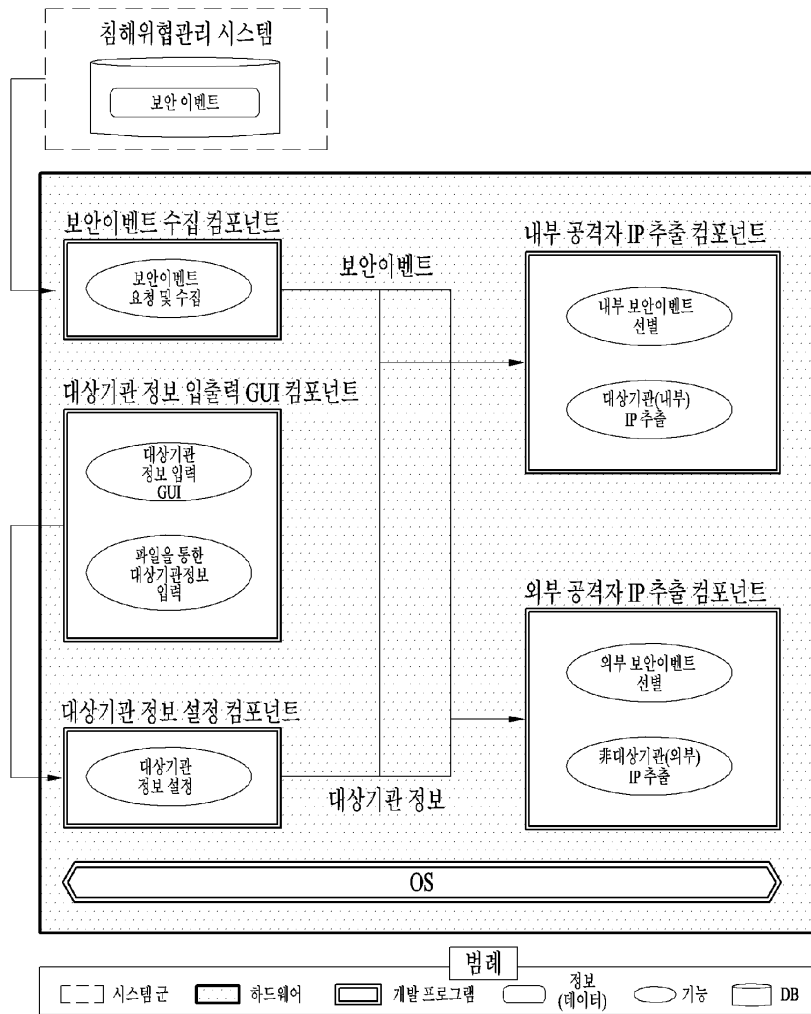 침해위협관리 시스템
보안 이벤트
보안이벤트 수집 컴포넌트
보안이벤트
요청 및 수집
보안이벤트
내부 공격자 IP 추출 컴포넌트
내부 보안이벤트
선별
대상기관(내부)
IP 추출
대상기관 정보 입출력 GUI 컴포넌트
대상기관
정보 입력
GUI
파일을 통한
대상기관정보
입력
외부 공격자 IP 추출 컴포넌트
외부 보안이벤트
선별
非대상기관(외부)
IP 추출
대상기관 정보 설정 컴포넌트
대상기관
정보 설정
대상기관 정보
OS
범례
시스템 군
하드웨어
개발 프로그램
정보
(데이터)
기능
DB